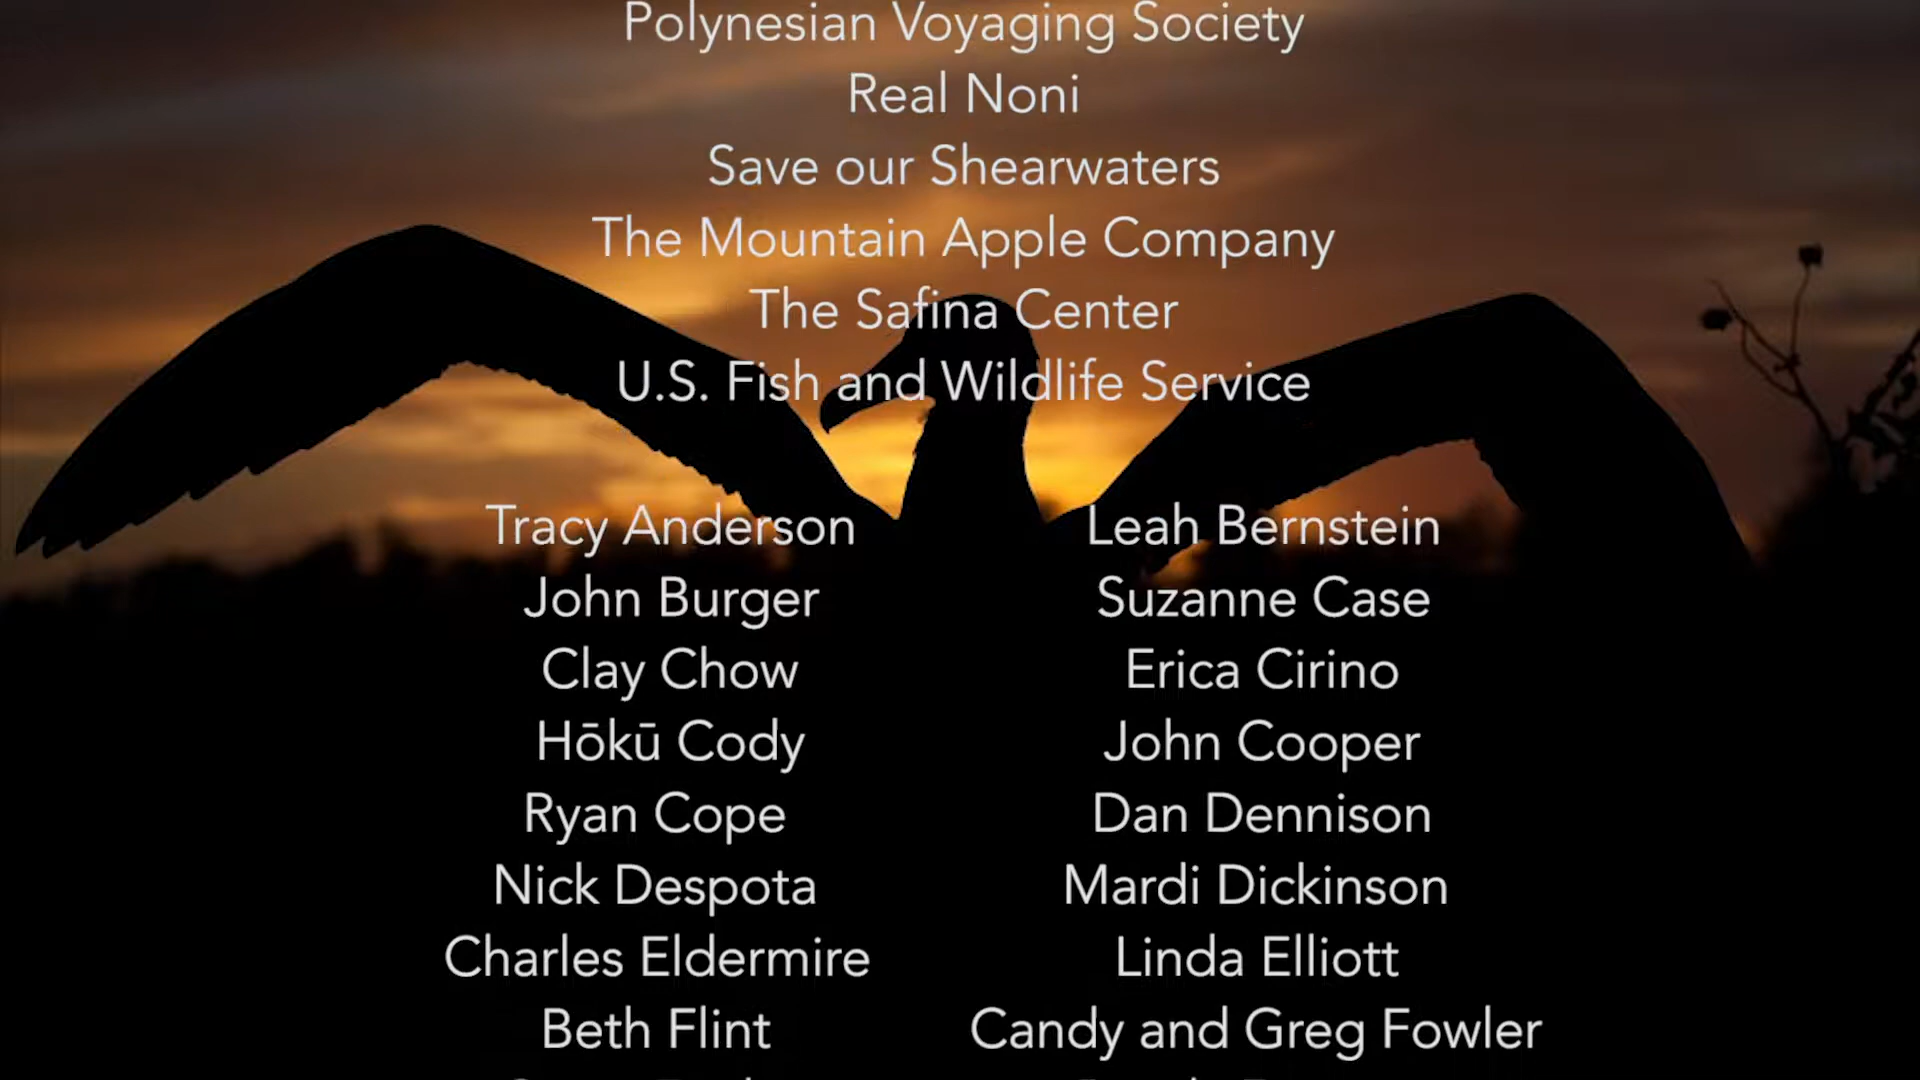 Polynesian Voyaging Society
Real Noni
Save our Shearwaters
The Mountain Apple Company
The Safina Center
U.S. Fish and Wildlife Service
Tracy Anderson Leah Bernstein
John Burger Suzanne Case
Clay Chow Erica Cirino
Hōkū Cody John Cooper
Ryan Cope Dan Dennison
Nick Despota Mardi Dickinson
Charles Eldermire Linda Elliott
Beth Flint Candy and Greg Fowler